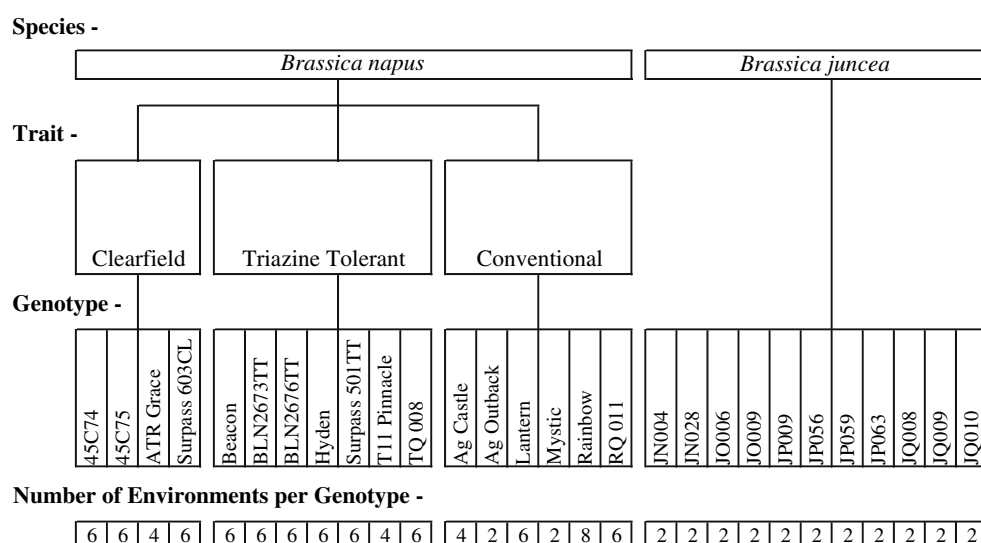 Species -
Brassica napus Brassica juncea
Trait -
Clearfield Triazine Tolerant Conventional
Genotype -
45C74 45C75 ATR Grace Surpass 603CL Beacon BLN2673TT BLN2676TT Hyden Surpass 501TT T11 Pinnacle TQ 008 Ag Castle Ag Outback Lantern Mystic Rainbow RQ 011 JN004 JN028 JO006 JO009 JP009 JP056 JP059 JP063 JQ008 JQ009 JQ010
Number of Environments per Genotype -
6 6 4 6 6 6 6 6 6 4 6 4 2 6 2 8 6 2 2 2 2 2 2 2 2 2 2 2